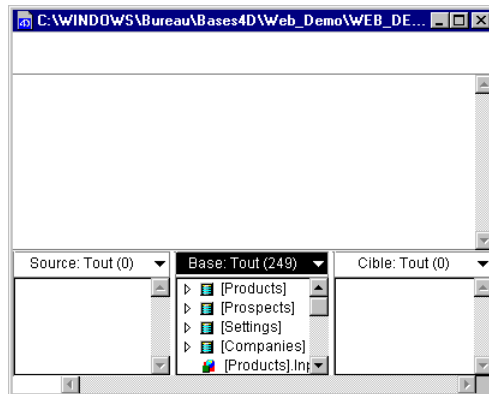 C:\WINDOWS\Bureau\Bases4D\Web_Demo\WEB_DE...
Source: Tout (0)
Base: Tout (249)
Cible: Tout (0)
[Products]
[Prospects]
[Settings]
[Companies]
[Products].Inp